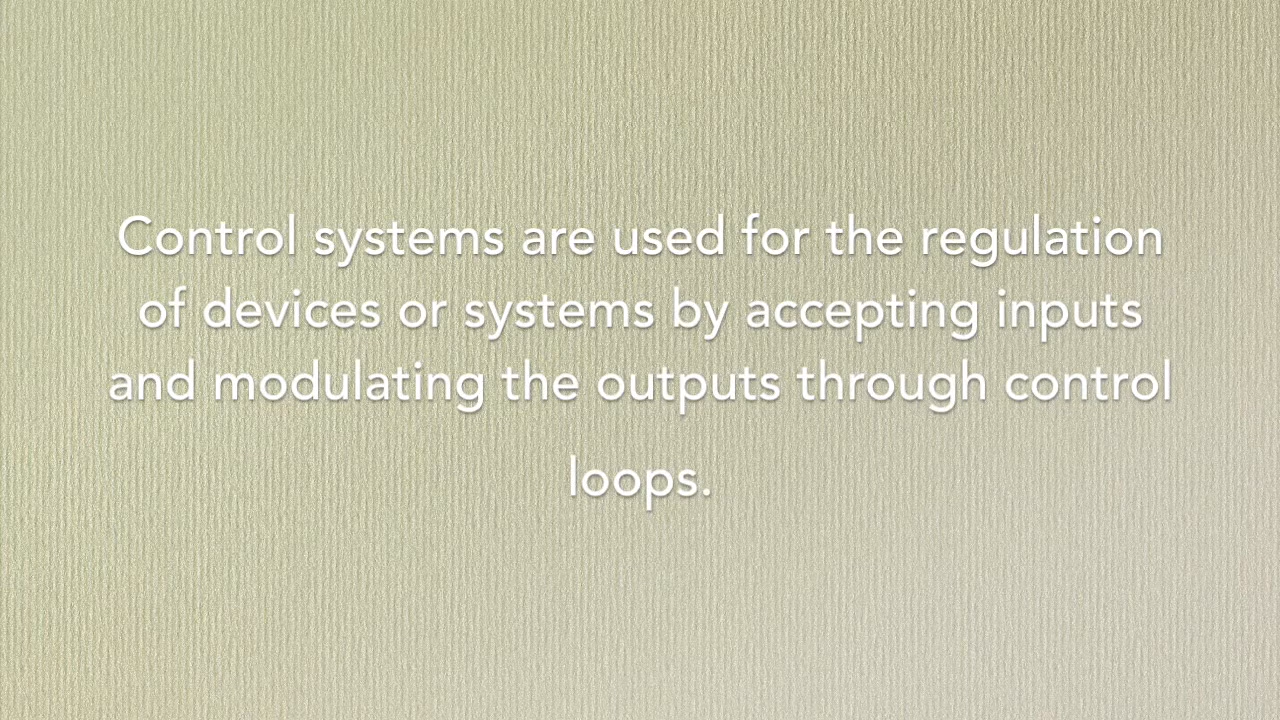 Control systems are used for the regulation
of devices or systems by accepting inputs
and modulating the outputs through control
loops.